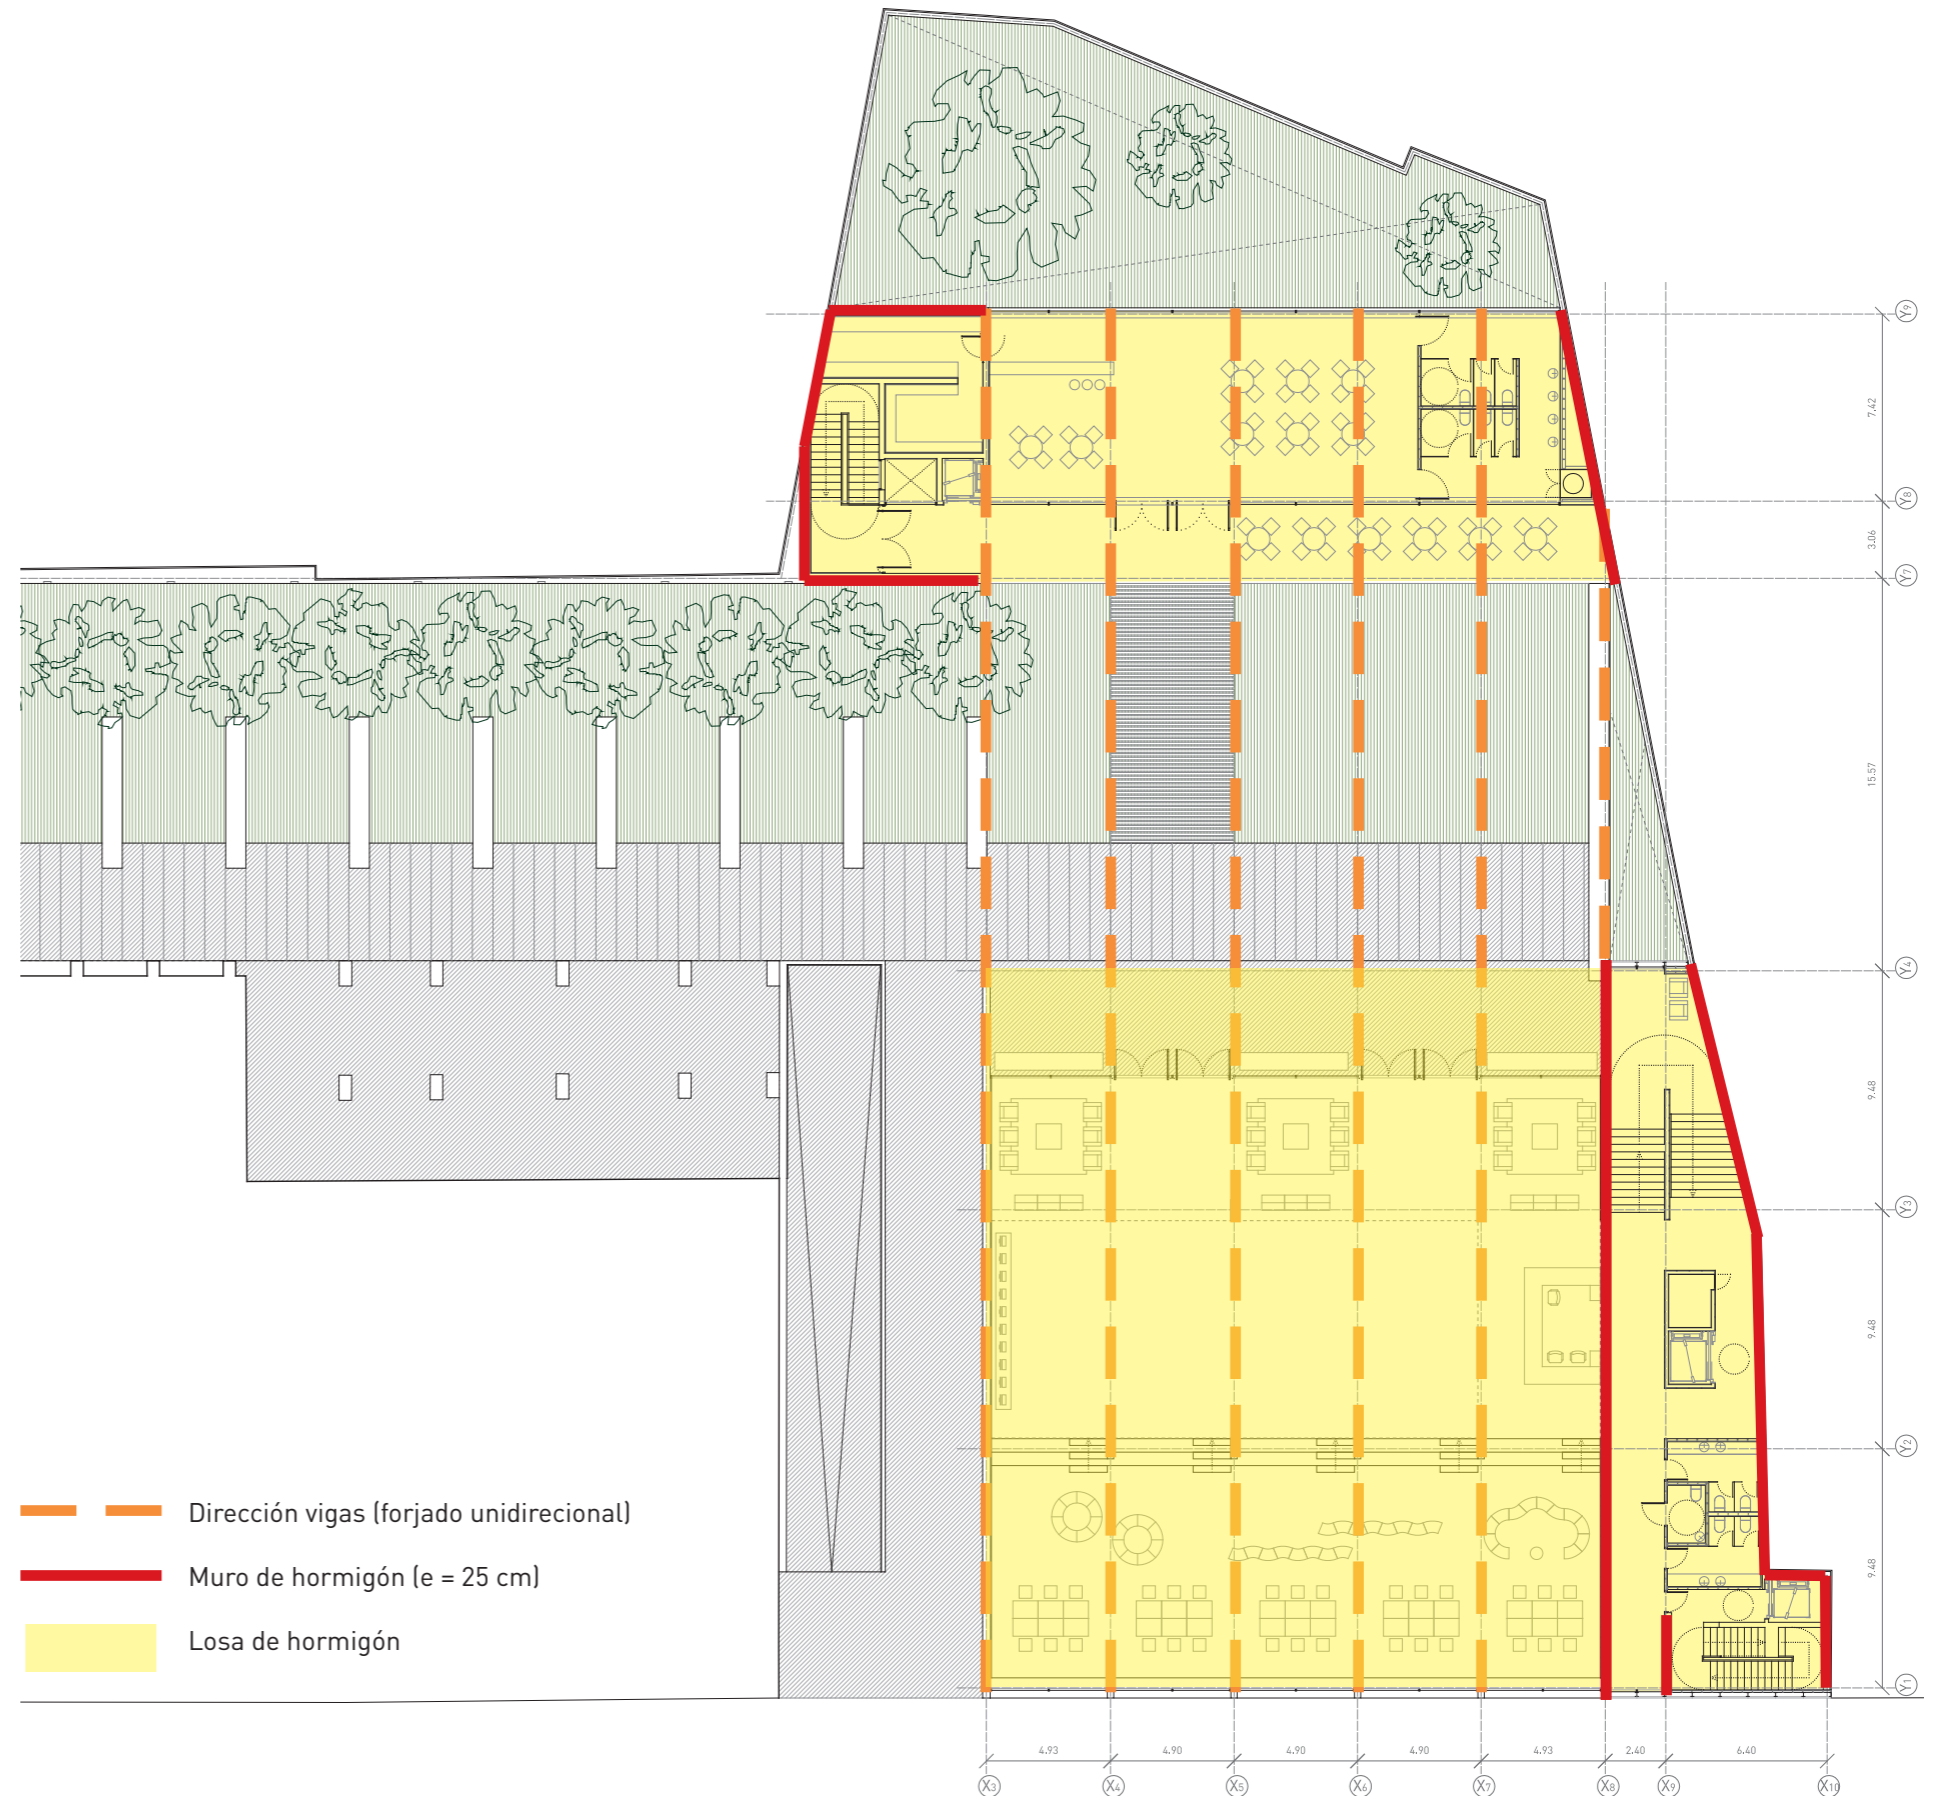 Y9
7.42
Y8
3.06
Y7
15.57
Y4
9.48
Y3
9.48
Y2
9.48
Y1
Dirección vigas (forjado unidirecional)
Muro de hormigón (e = 25 cm)
Losa de hormigón
4.93 4.90 4.90 4.90 4.93 2.40 6.40
X3 X4 X5 X6 X7 X8 X9 X10